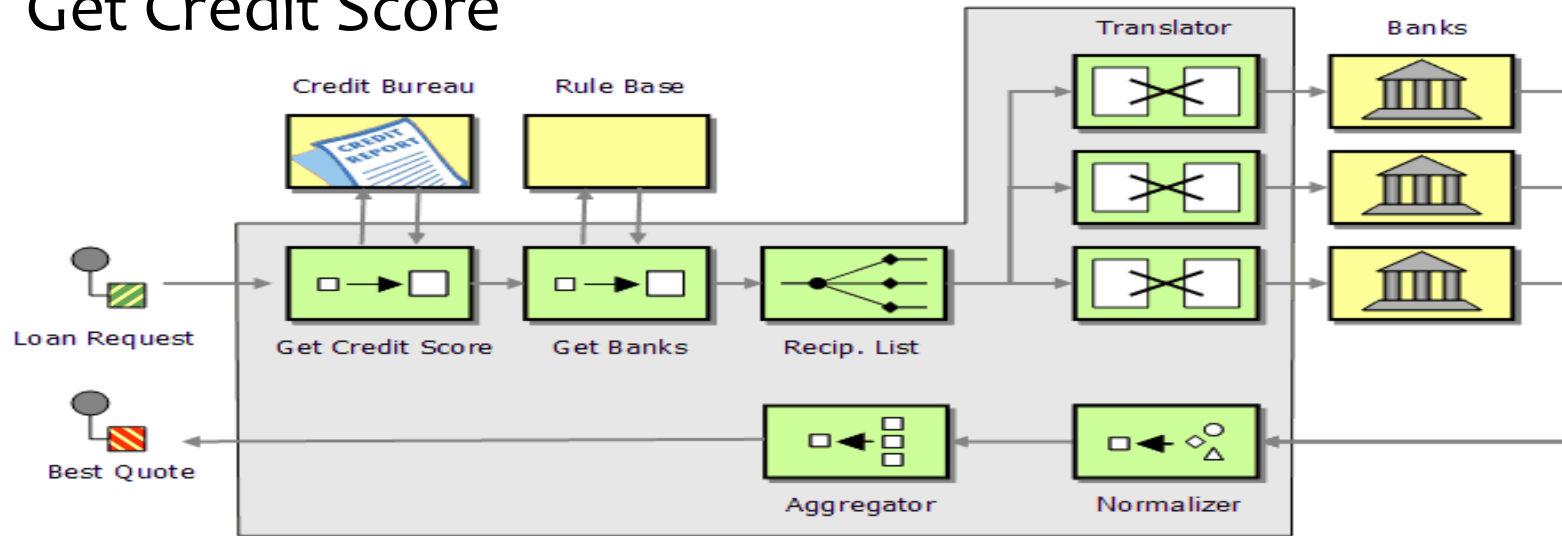 Get Credit Score
Translator
Banks
Credit Bureau
Rule Base
CREDIT
REPORT
Loan Request
Get Credit Score
Get Banks
Recip. List
Best Quote
Aggregator
Normalizer